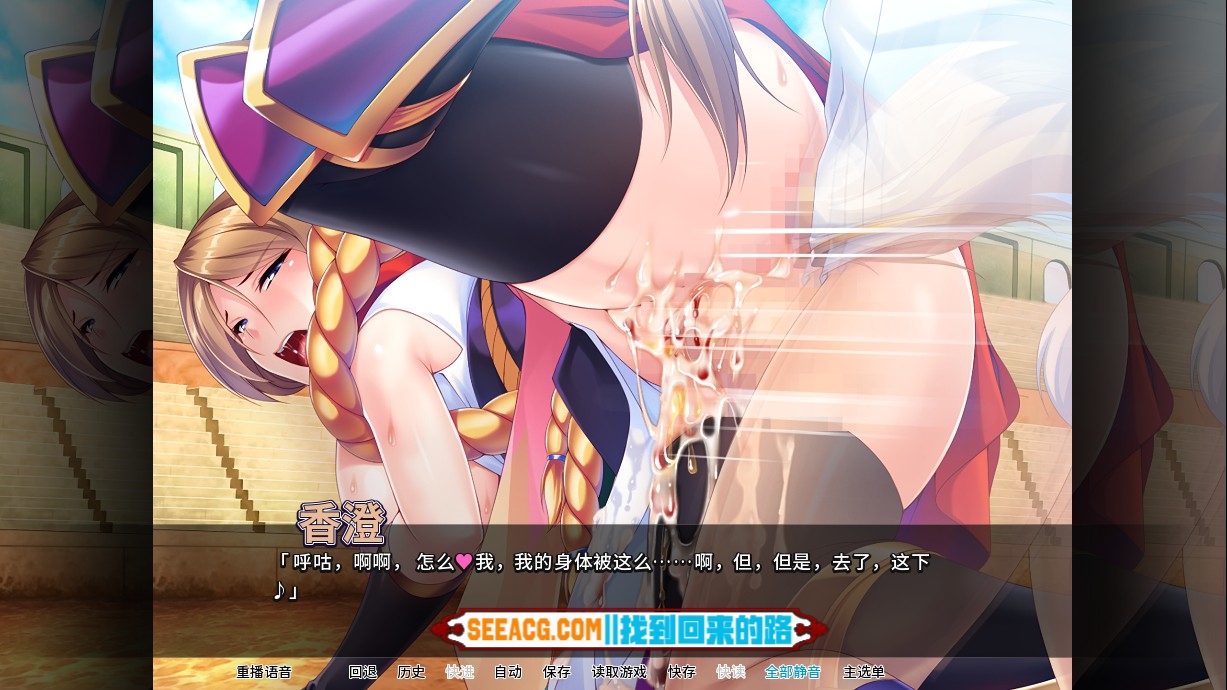 香澄
「呼咕，啊啊，怎么♥我，我的身体被这么……啊，但，但是，去了，这下
♪」
SEEACG.COM||找到回来的路
重播语音 回退 历史 快进 自动 保存 读取游戏 快存 快读 全部静音 主选单